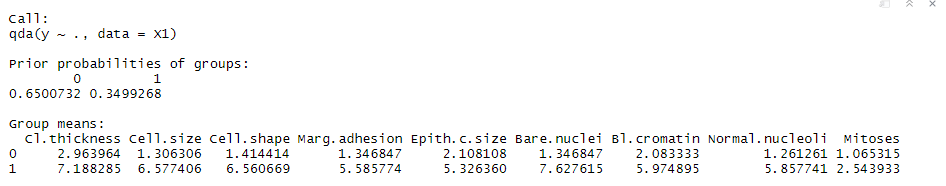 Call:
qda(y ~ ., data = X1)
Prior probabilities of groups:
0 1
0.6500732 0.3499268
Group means:
Cl.thickness Cell.size Cell.shape Marg.adhesion Epith.c.size Bare.nuclei Bl.cromatin Normal.nucleoli Mitoses
0 2.963964 1.306306 1.414414 1.346847 2.108108 1.346847 2.083333 1.261261 1.065315
1 7.188285 6.577406 6.560669 5.585774 5.326360 7.627615 5.974895 5.857741 2.543933